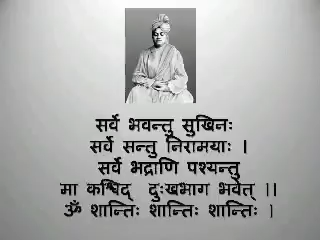 सर्वे भवन्तु सुखिनः
सर्वे सन्तु निरामयाः ।
सर्वे भद्राणि पश्यन्तु
मा कश्चिद् दुःखभाग भवेत् ।।
ॐ शान्तिः शान्तिः शान्तिः ।